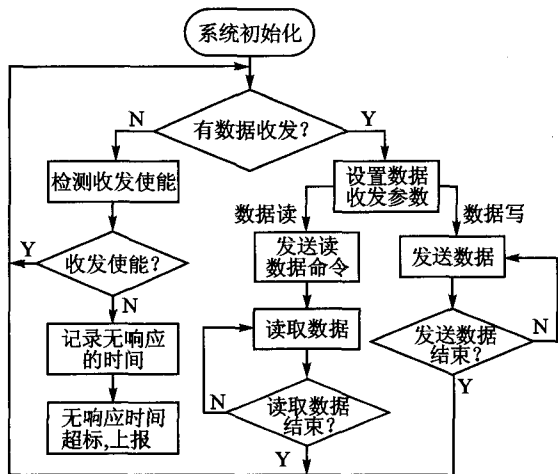 系统初始化
有数据收发?
N
Y
检测收发使能
设置数据
收发参数
数据读
数据写
Y
收发使能?
发送读
数据命令
发送数据
N
记录无响应
的时间
读取数据
发送数据
结束?
N
Y
无响应时间
超标,上报
N
读取数据
结束?
Y